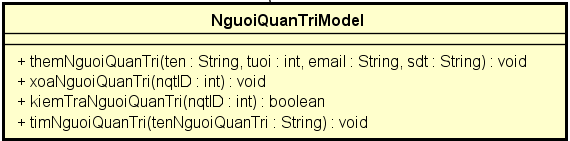 NguoiQuanTriModel
+ themNguoiQuanTri(ten : String, tuoi : int, email : String, sdt : String) : void
+ xoaNguoiQuanTri(nqtID : int) : void
+ kiemTraNguoiQuanTri(nqtID : int) : boolean
+ timNguoiQuanTri(tenNguoiQuanTri : String) : void